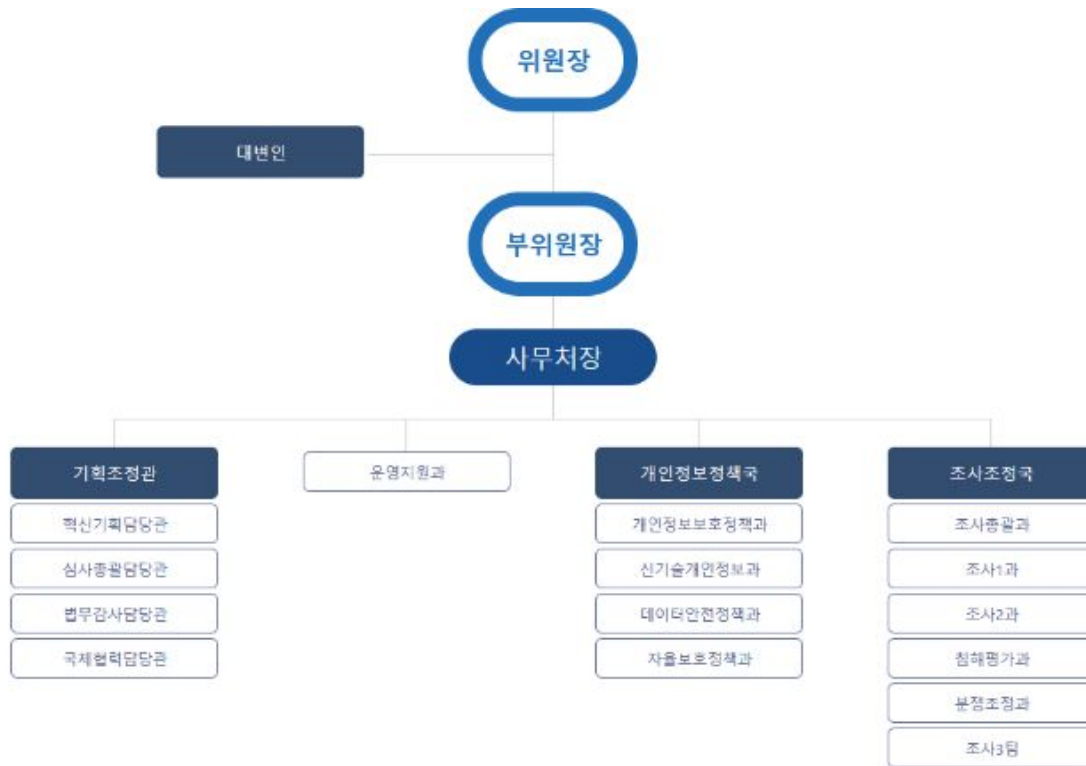 위원장
대변인
부위원장
사무처장
기획조정관
혁신기획담당관
심사총괄담당관
법무감사담당관
국제협력담당관
운영지원과
개인정보정책국
개인정보보호정책과
신기술개인정보과
데이터안전정책과
자율보호정책과
조사조정국
조사총괄과
조사1과
조사2과
침해평가과
분쟁조정과
조사3팀